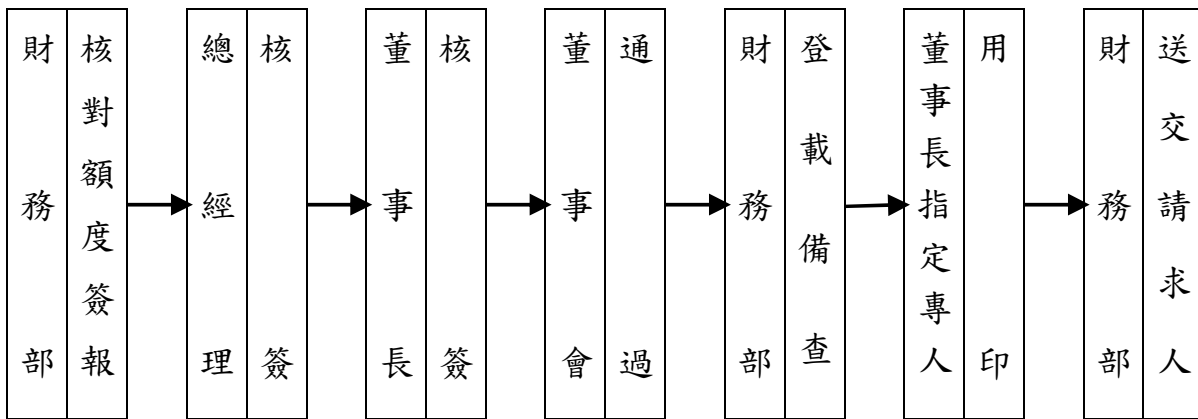 財務部
核對額度簽報
總經理
核簽
董事長
核簽
董事會
通過
財務部
登載備查
董事長指定專人
用印
財務部
送交請求人